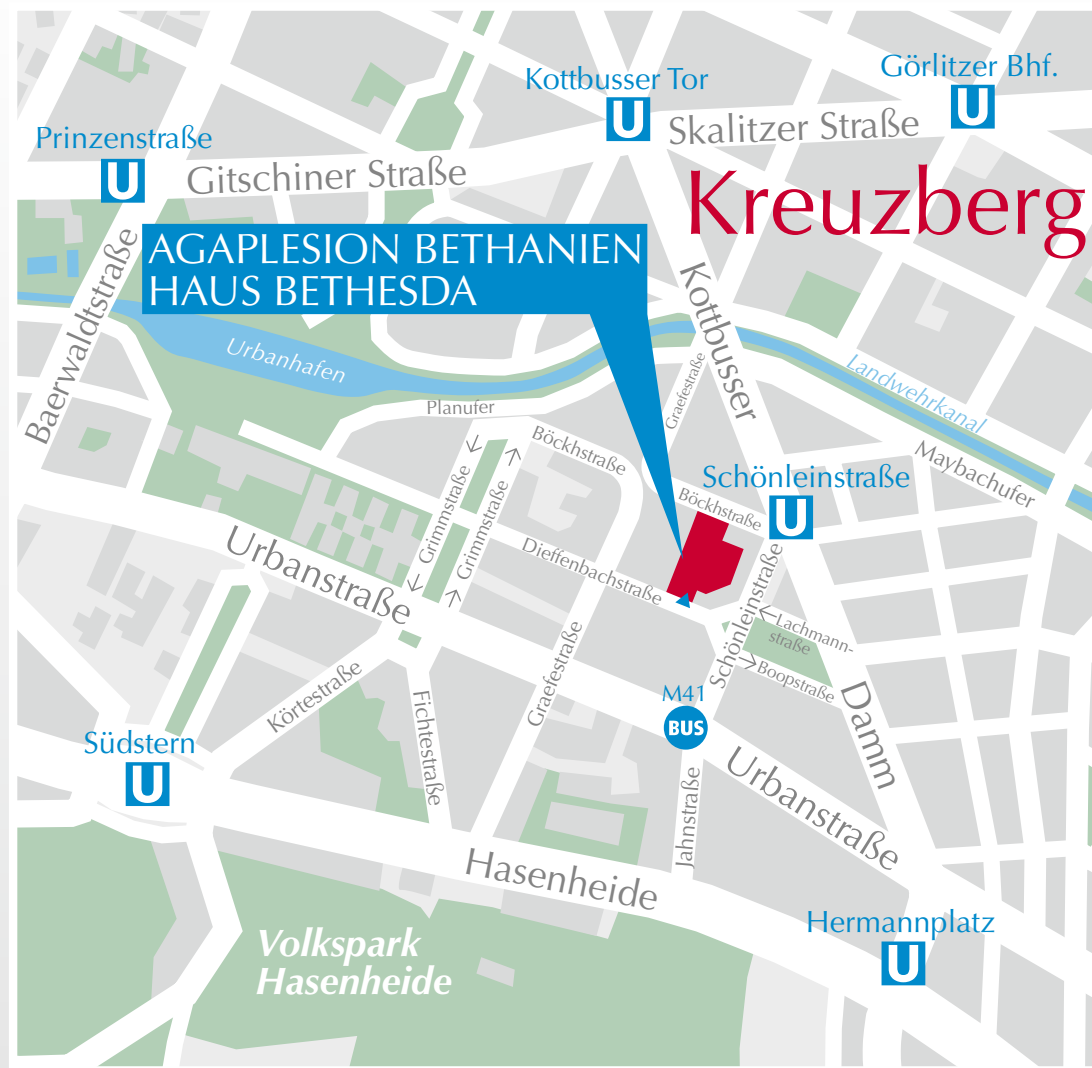 Kottbusser Tor
U
Görlitzer Bhf.
U
Prinzenstraße
U
Gitschiner Straße
Skalitzer Straße
Kreuzberg
AGAPLESION BETHANIEN
HAUS BETHESDA
Baerwaldtstraße
Urbanhafen
Kottbusser
Landwehrkanal
Graefestraße
Planufer
Böckhstraße
Maybachufer
Schönleinstraße
U
Böckhstraße
Grimmstraße
Grimmstraße
Urbanstraße
Dieffenbachstraße
Schönleinstraße
Lachmann-
straße
Boopstraße
Damm
Graefestraße
Körtestraße
Fichtestraße
M41
BUS
Südstern
U
Urbanstraße
Jahnstraße
Hasenheide
Hermannplatz
U
Volkspark
Hasenheide